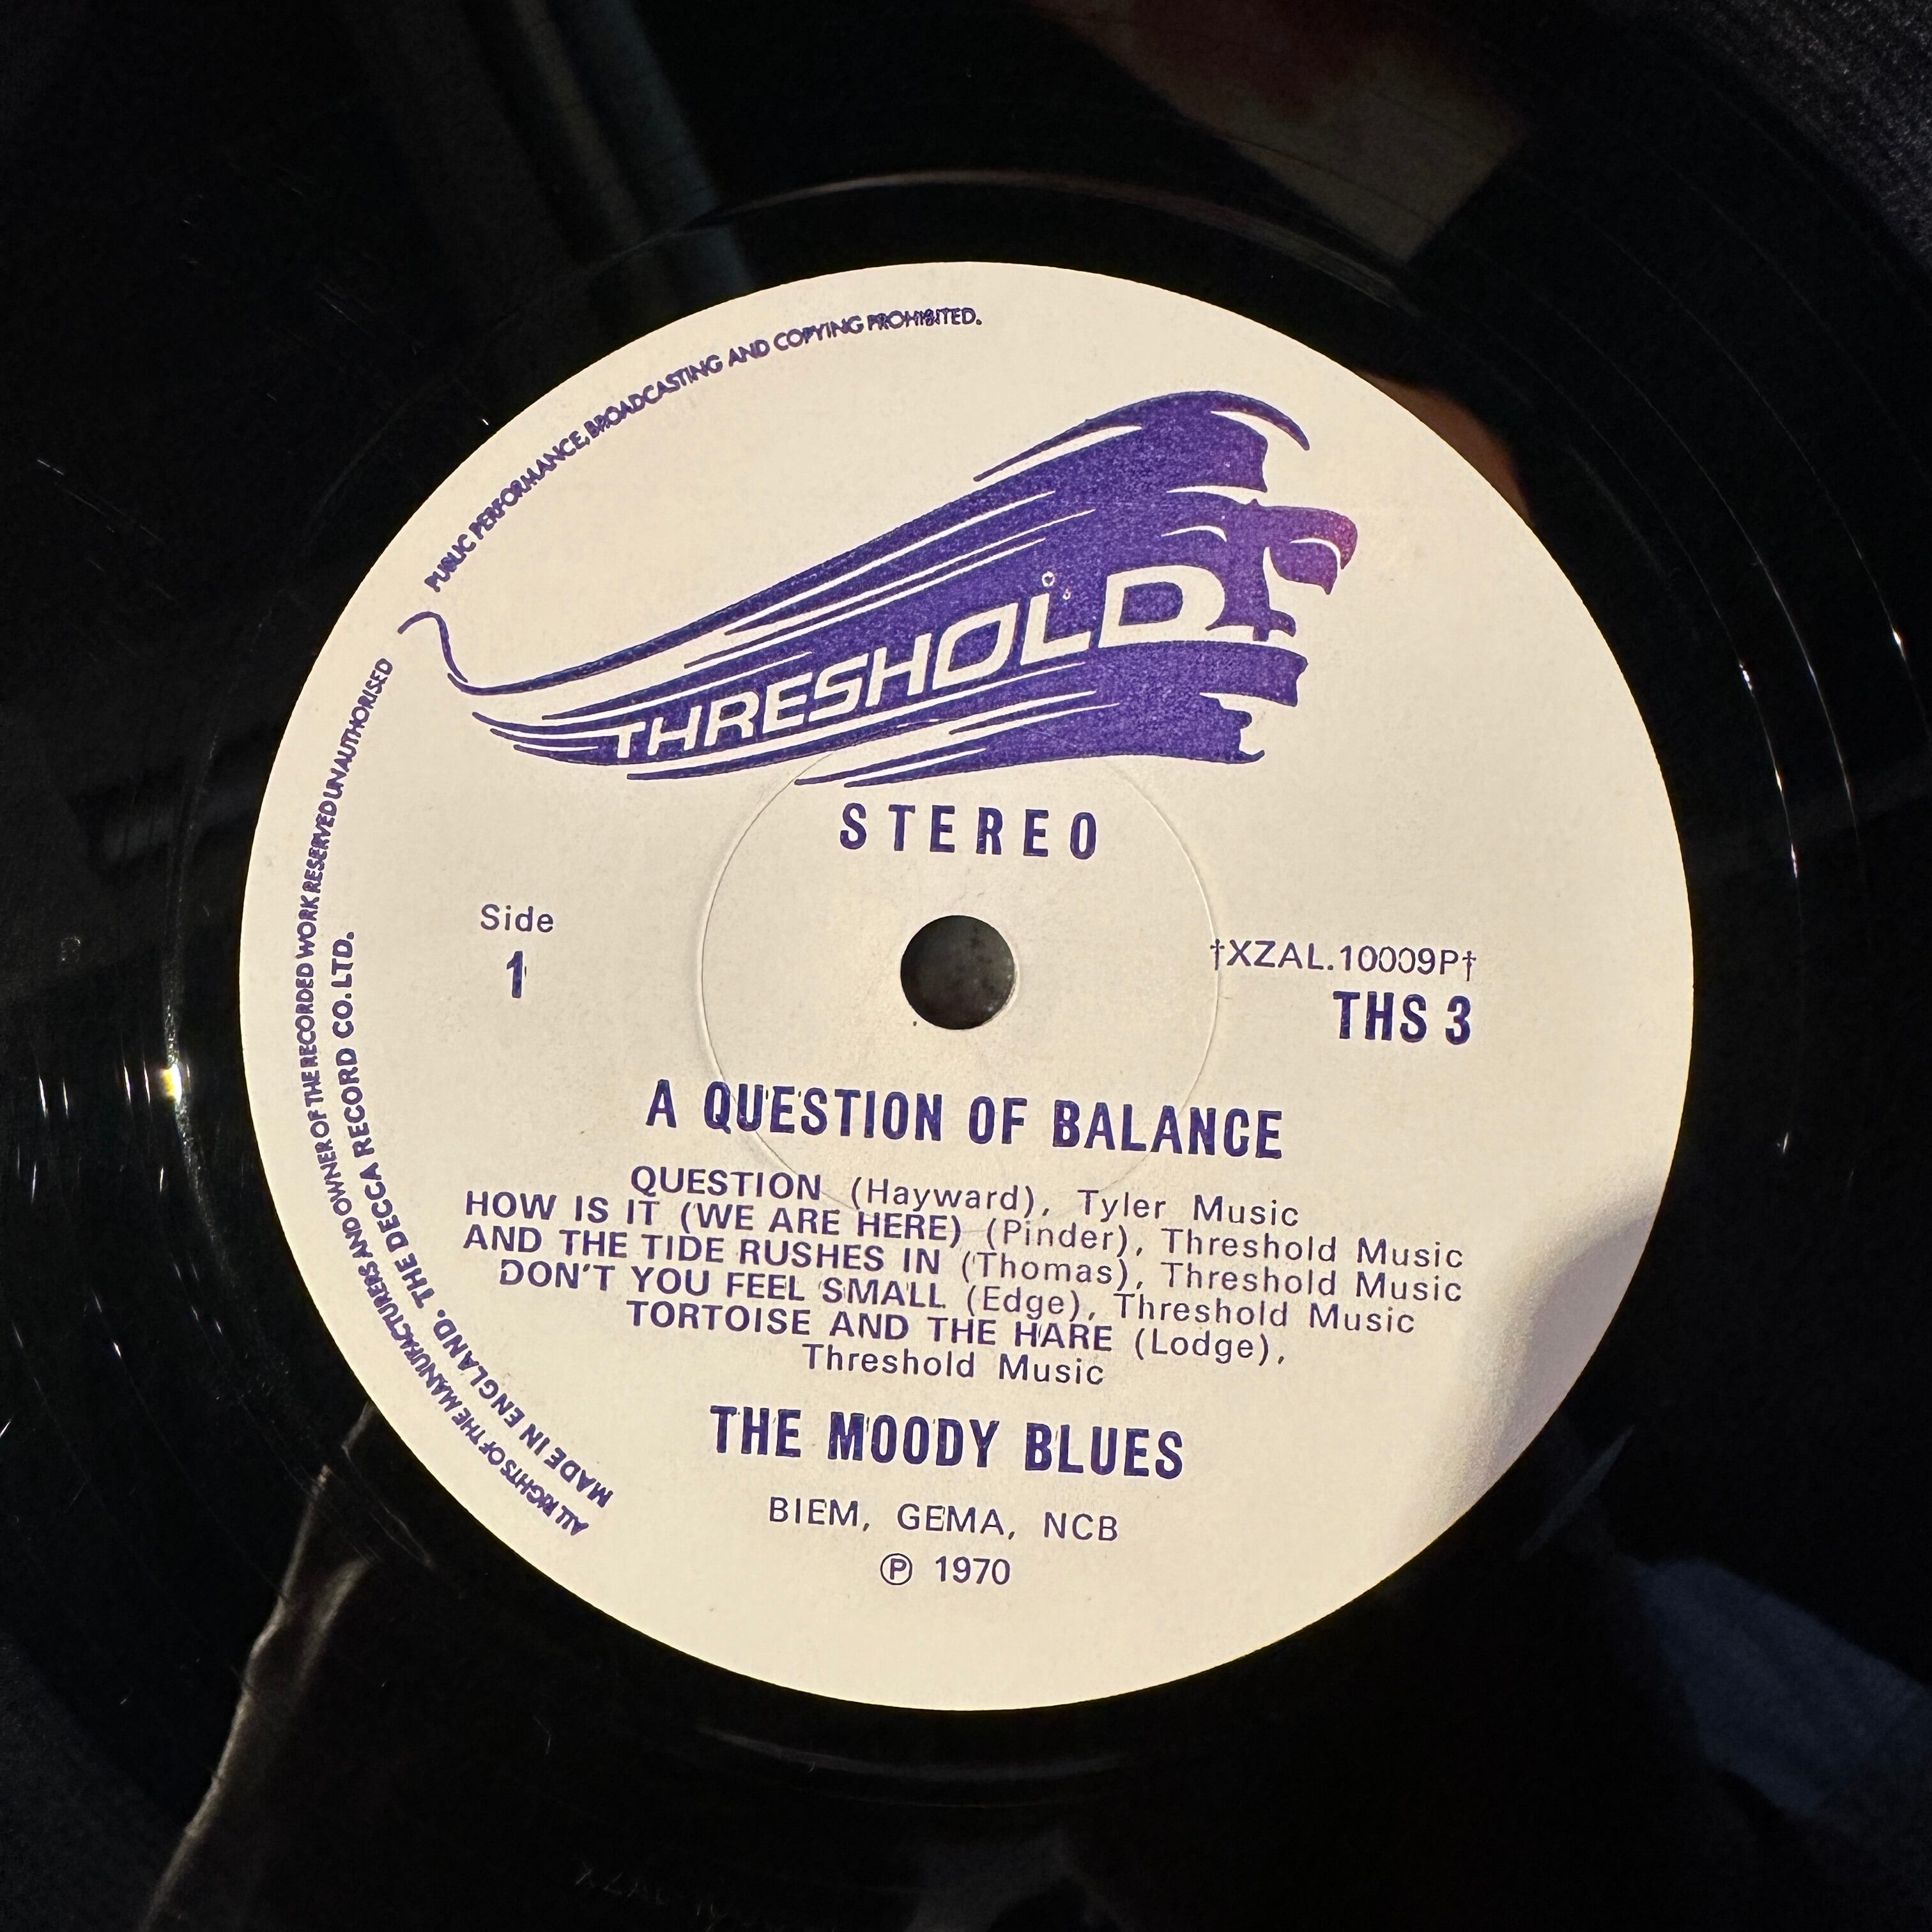 PUBLIC PERFORMANCE, BROADCASTING AND COPYING PROHIBITED.
ALL RIGHTS OF THE MANUFACTURERS AND OWNER OF THE RECORDED WORK RESERVED UNAUTHORISED
MADE IN ENGLAND. THE DECCA RECORD CO. LTD.
THRESHOLD
STEREO
Side
1
†XZAL.10009P†
THS 3
A QUESTION OF BALANCE
QUESTION (Hayward), Tyler Music
HOW IS IT (WE ARE HERE) (Pinder), Threshold Music
AND THE TIDE RUSHES IN (Thomas), Threshold Music
DON'T YOU FEEL SMALL (Edge), Threshold Music
TORTOISE AND THE HARE (Lodge),
Threshold Music
THE MOODY BLUES
BIEM, GEMA, NCB
Ⓟ 1970